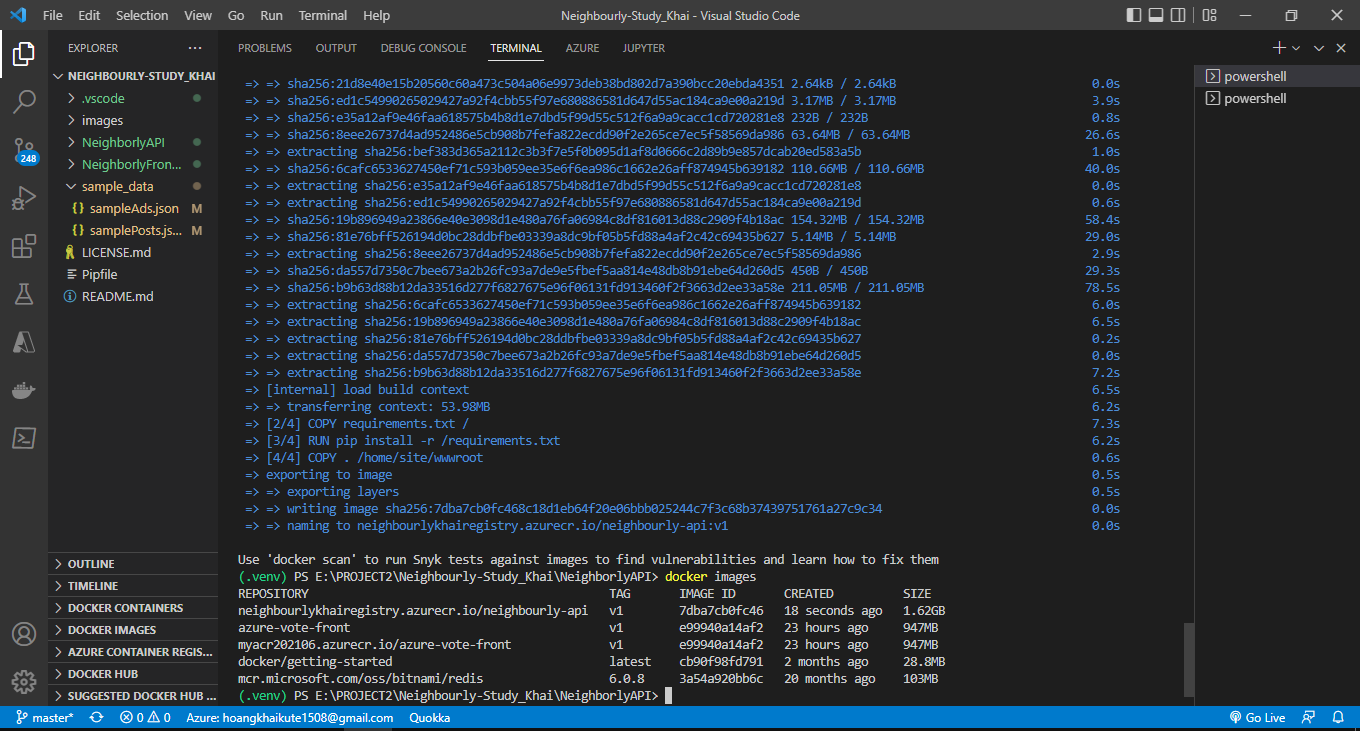 File Edit Selection View Go Run Terminal Help Neighbourly-Study_Khai - Visual Studio Code
EXPLORER ...
NEIGHBOURLY-STUDY_KHAI
.vscode
images
NeighborlyAPI
NeighborlyFron...
sample_data
{} sampleAds.json M
{} samplePosts.js... M
LICENSE.md
Pipfile
README.md
OUTLINE
TIMELINE
DOCKER CONTAINERS
DOCKER IMAGES
AZURE CONTAINER REGIS...
DOCKER HUB
SUGGESTED DOCKER HUB ...
248
PROBLEMS OUTPUT DEBUG CONSOLE TERMINAL AZURE JUPYTER
=> => sha256:21d8e40e15b20560c60a473c504a06e9973deb38bd802d7a390bcc20ebda4351 2.64kB / 2.64kB 0.0s
=> => sha256:ed1c54990265029427a92f4cbb55f97e680886581d647d55ac184ca9e00a219d 3.17MB / 3.17MB 3.9s
=> => sha256:e35a12af9e46faa618575b4b8d1e7dbd5f99d55c512f6a9a9cacc1cd720281e8 232B / 232B 0.8s
=> => sha256:8eee26737d4ad952486e5cb908b7fefa822ecdd90f2e265ce7ec5f58569da986 63.64MB / 63.64MB 26.6s
=> => extracting sha256:bef383d365a2112c3b3f7e5f0b095d1af8d0666c2d89b9e857dcab20ed583a5b 1.0s
=> => sha256:6cafc6533627450ef71c593b059ee35e6f6ea986c1662e26aff874945b639182 110.66MB / 110.66MB 40.0s
=> => extracting sha256:e35a12af9e46faa618575b4b8d1e7dbd5f99d55c512f6a9a9cacc1cd720281e8 0.0s
=> => extracting sha256:ed1c54990265029427a92f4cbb55f97e680886581d647d55ac184ca9e00a219d 0.6s
=> => sha256:19b896949a23866e40e3098d1e480a76fa06984c8df816013d88c2909f4b18ac 154.32MB / 154.32MB 58.4s
=> => sha256:81e76bff526194d0bc28ddbfbe03339a8dc9bf05b5fd88a4af2c42c69435b627 5.14MB / 5.14MB 29.0s
=> => extracting sha256:8eee26737d4ad952486e5cb908b7fefa822ecdd90f2e265ce7ec5f58569da986 2.9s
=> => sha256:da557d7350c7bee673a2b26fc93a7de9e5fbef5aa814e48db8b91ebe64d260d5 450B / 450B 29.3s
=> => sha256:b9b63d88b12da33516d277f6827675e96f06131fd913460f2f3663d2ee33a58e 211.05MB / 211.05MB 78.5s
=> => extracting sha256:6cafc6533627450ef71c593b059ee35e6f6ea986c1662e26aff874945b639182 6.0s
=> => extracting sha256:19b896949a23866e40e3098d1e480a76fa06984c8df816013d88c2909f4b18ac 6.5s
=> => extracting sha256:81e76bff526194d0bc28ddbfbe03339a8dc9bf05b5fd88a4af2c42c69435b627 0.2s
=> => extracting sha256:da557d7350c7bee673a2b26fc93a7de9e5fbef5aa814e48db8b91ebe64d260d5 0.0s
=> => extracting sha256:b9b63d88b12da33516d277f6827675e96f06131fd913460f2f3663d2ee33a58e 7.2s
=> [internal] load build context 6.5s
=> => transferring context: 53.98MB 6.2s
=> [2/4] COPY requirements.txt / 7.3s
=> [3/4] RUN pip install -r /requirements.txt 6.2s
=> [4/4] COPY . /home/site/wwwroot 0.6s
=> exporting to image 0.5s
=> => exporting layers 0.5s
=> => writing image sha256:7dba7cb0fc468c18d1eb64f20e06bbb025244c7f3c68b37439751761a27c9c34 0.0s
=> => naming to neighbourlykhairegistry.azurecr.io/neighbourly-api:v1 0.0s
Use 'docker scan' to run Snyk tests against images to find vulnerabilities and learn how to fix them
(.venv) PS E:\PROJECT2\Neighbourly-Study_Khai\NeighborlyAPI> docker images
REPOSITORY TAG IMAGE ID CREATED SIZE
neighbourlykhairegistry.azurecr.io/neighbourly-api v1 7dba7cb0fc46 18 seconds ago 1.62GB
azure-vote-front v1 e99940a14af2 23 hours ago 947MB
myacr202106.azurecr.io/azure-vote-front v1 e99940a14af2 23 hours ago 947MB
docker/getting-started latest cb90f98fd791 2 months ago 28.8MB
mcr.microsoft.com/oss/bitnami/redis 6.0.8 3a54a920bb6c 20 months ago 103MB
(.venv) PS E:\PROJECT2\Neighbourly-Study_Khai\NeighborlyAPI>
powershell
powershell
master* 0 0 Azure: hoangkhaikute1508@gmail.com Quokka Go Live